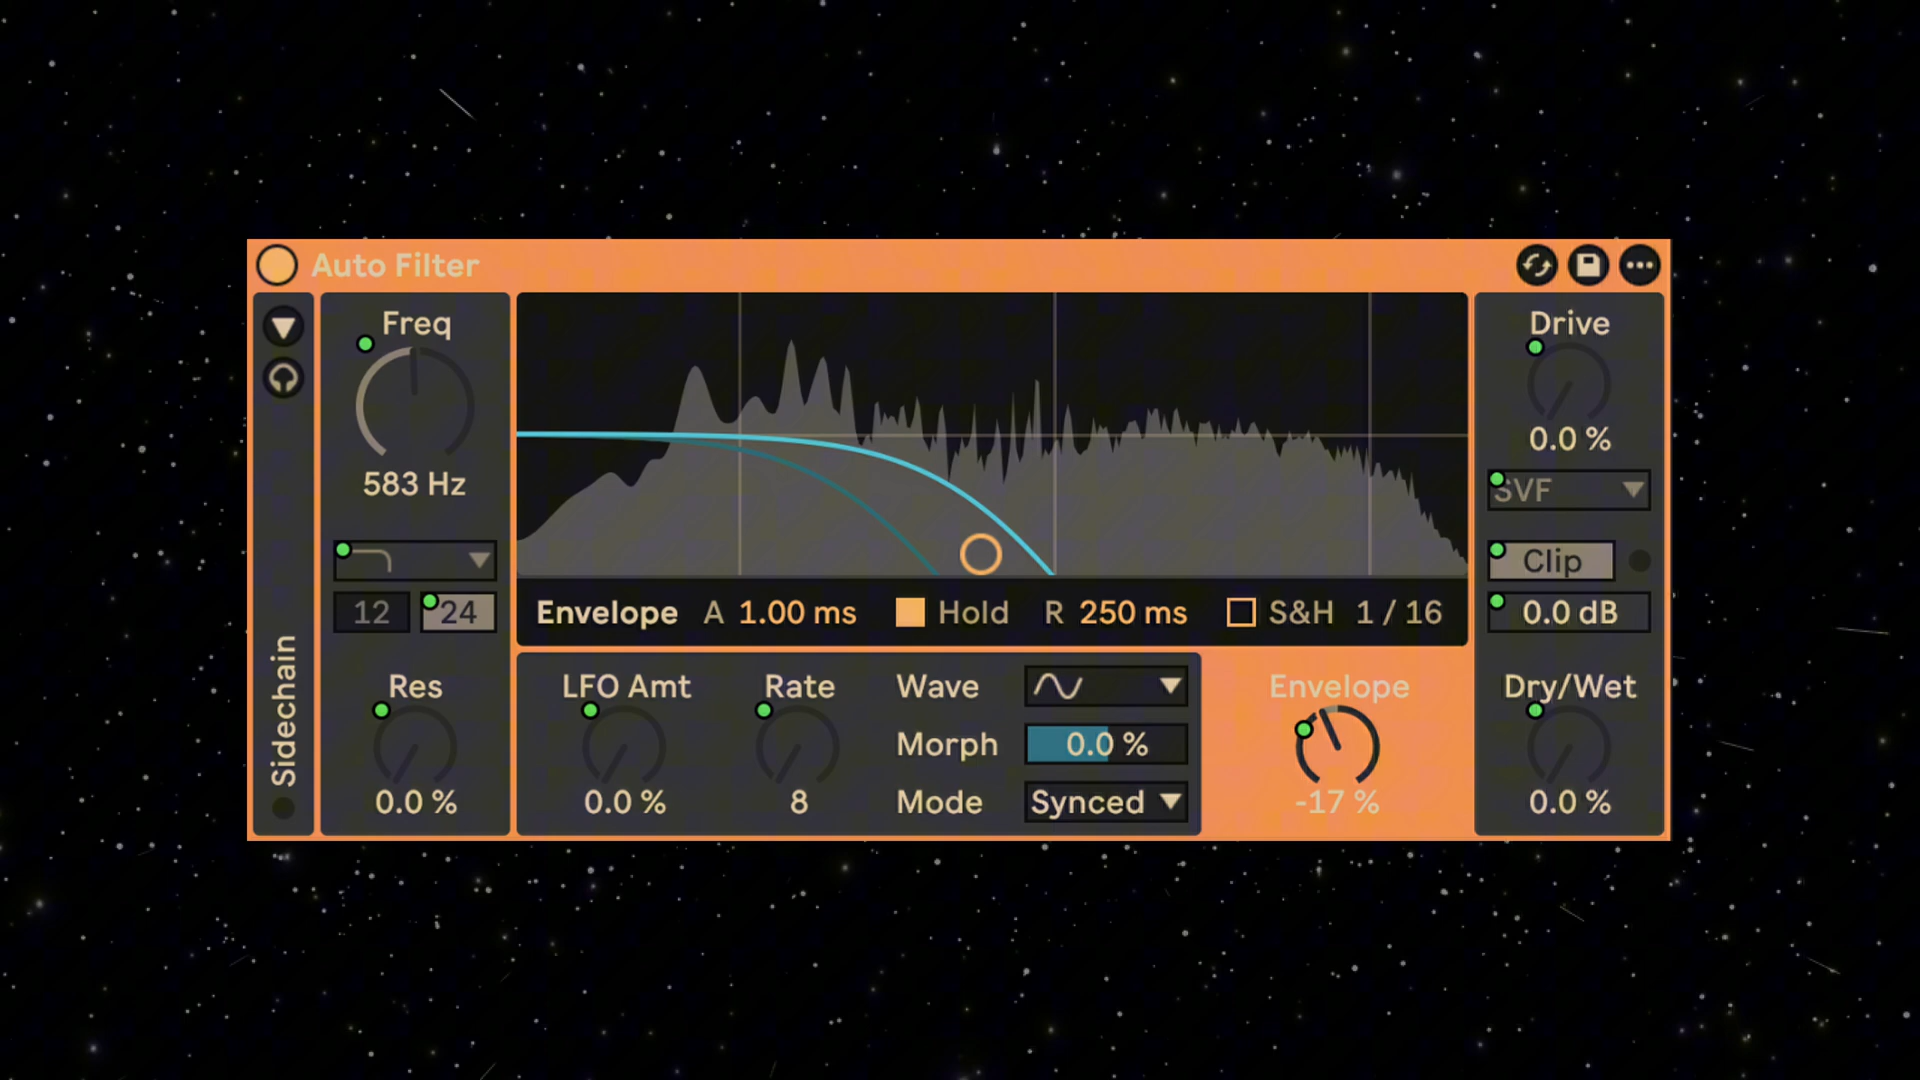 Auto Filter
Sidechain
Freq
583 Hz
12 24
Res
0.0 %
Envelope A 1.00 ms Hold R 250 ms S&H 1 / 16
LFO Amt
0.0 %
Rate
8
Wave
Morph 0.0 %
Mode Synced
Envelope
-17 %
Drive
0.0 %
SVF
Clip
0.0 dB
Dry/Wet
0.0 %